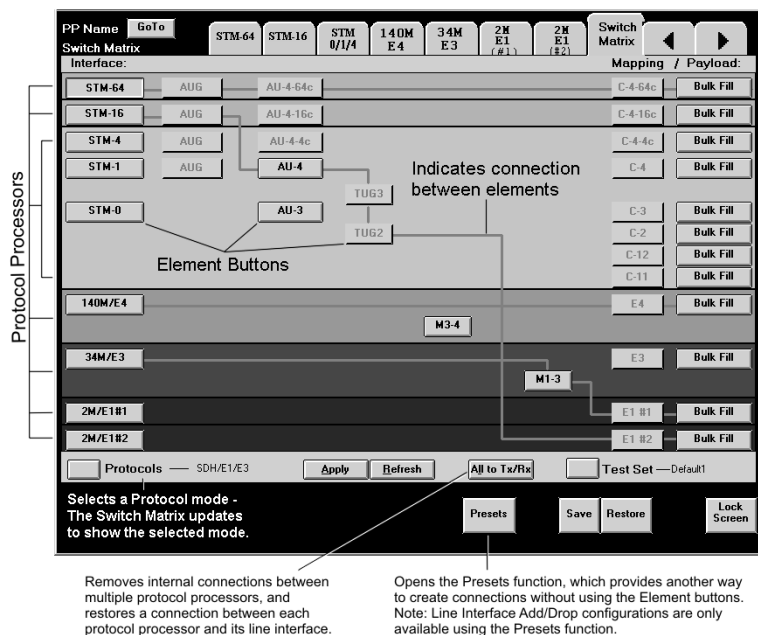 PP Name GoTo
STM-64 STM-16 STM 0/1/4 140M E4 34M E3 2M E1 (#1) 2M E1 (#2) Switch Matrix
Switch Matrix
Interface: Mapping / Payload:
STM-64 AUG AU-4-64c C-4-64c Bulk Fill
STM-16 AUG AU-4-16c C-4-16c Bulk Fill
STM-4 AUG AU-4-4c C-4-4c Bulk Fill
STM-1 AUG AU-4 C-4 Bulk Fill
Indicates connection
between elements
TUG3
STM-0 AU-3 C-3 Bulk Fill
TUG2 C-2 Bulk Fill
Element Buttons
C-12 Bulk Fill
C-11 Bulk Fill
Protocol Processors
140M/E4 E4 Bulk Fill
M3-4
34M/E3 E3 Bulk Fill
M1-3
2M/E1#1 E1 #1 Bulk Fill
2M/E1#2 E1 #2 Bulk Fill
Protocols SDH/E1/E3 Apply Refresh All to Tx/Rx Test Set Default1
Selects a Protocol mode -
The Switch Matrix updates
to show the selected mode.
Presets Save Restore Lock Screen
Removes internal connections between
multiple protocol processors, and
restores a connection between each
protocol processor and its line interface.
Opens the Presets function, which provides another way
to create connections without using the Element buttons.
Note: Line Interface Add/Drop configurations are only
available using the Presets function.